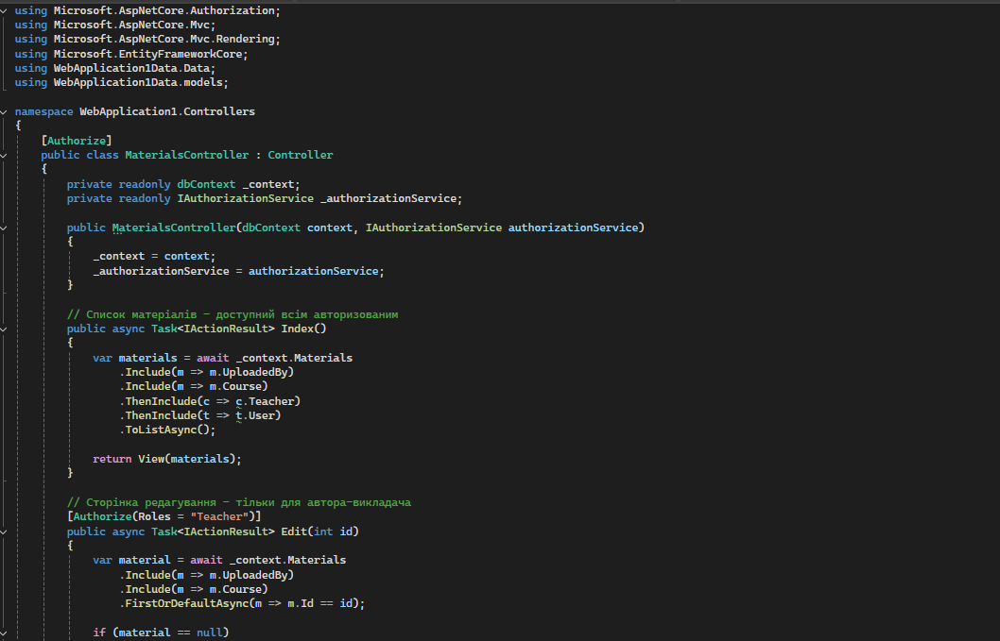 using Microsoft.AspNetCore.Authorization;
using Microsoft.AspNetCore.Mvc;
using Microsoft.AspNetCore.Mvc.Rendering;
using Microsoft.EntityFrameworkCore;
using WebApplication1Data.Data;
using WebApplication1Data.models;
namespace WebApplication1.Controllers
{
[Authorize]
public class MaterialsController : Controller
{
private readonly dbContext _context;
private readonly IAuthorizationService _authorizationService;
public MaterialsController(dbContext context, IAuthorizationService authorizationService)
{
_context = context;
_authorizationService = authorizationService;
}
// Список матеріалів – доступний всім авторизованим
public async Task<IActionResult> Index()
{
var materials = await _context.Materials
.Include(m => m.UploadedBy)
.Include(m => m.Course)
.ThenInclude(c => c.Teacher)
.ThenInclude(t => t.User)
.ToListAsync();
return View(materials);
}
// Сторінка редагування – тільки для автора-викладача
[Authorize(Roles = "Teacher")]
public async Task<IActionResult> Edit(int id)
{
var material = await _context.Materials
.Include(m => m.UploadedBy)
.Include(m => m.Course)
.FirstOrDefaultAsync(m => m.Id == id);
if (material == null)